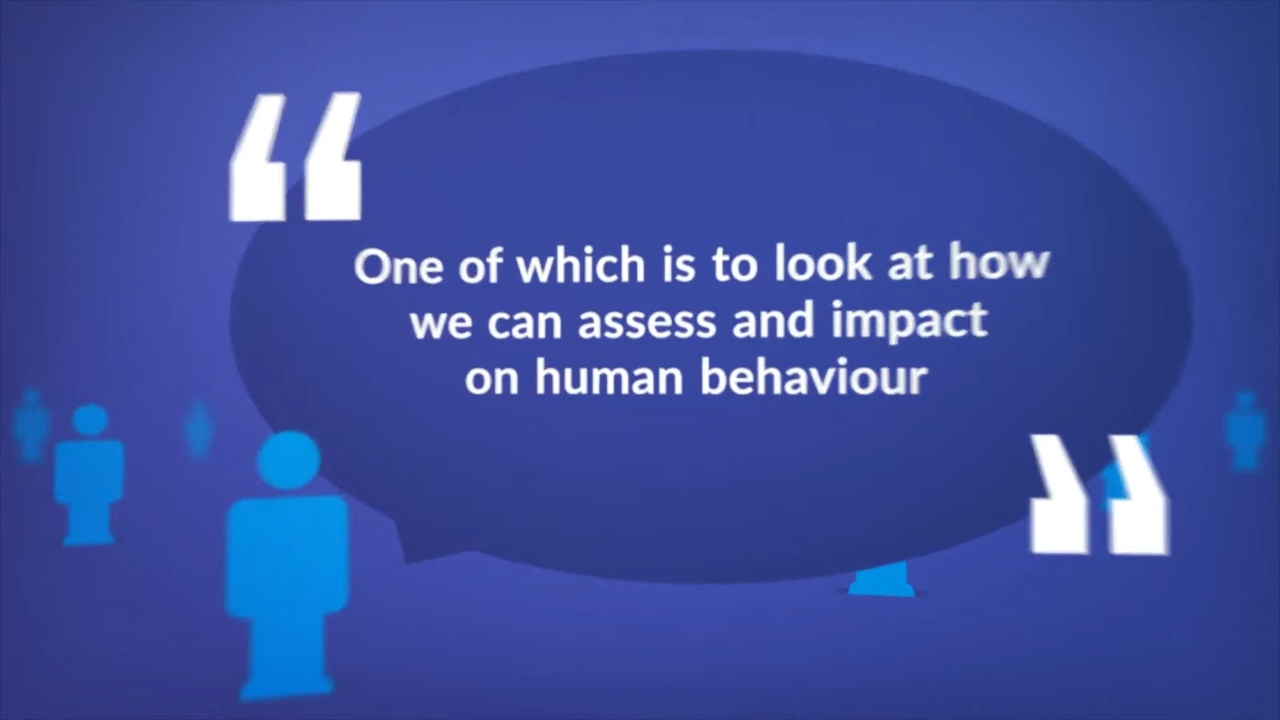 “
One of which is to look at how
we can assess and impact
on human behaviour
”